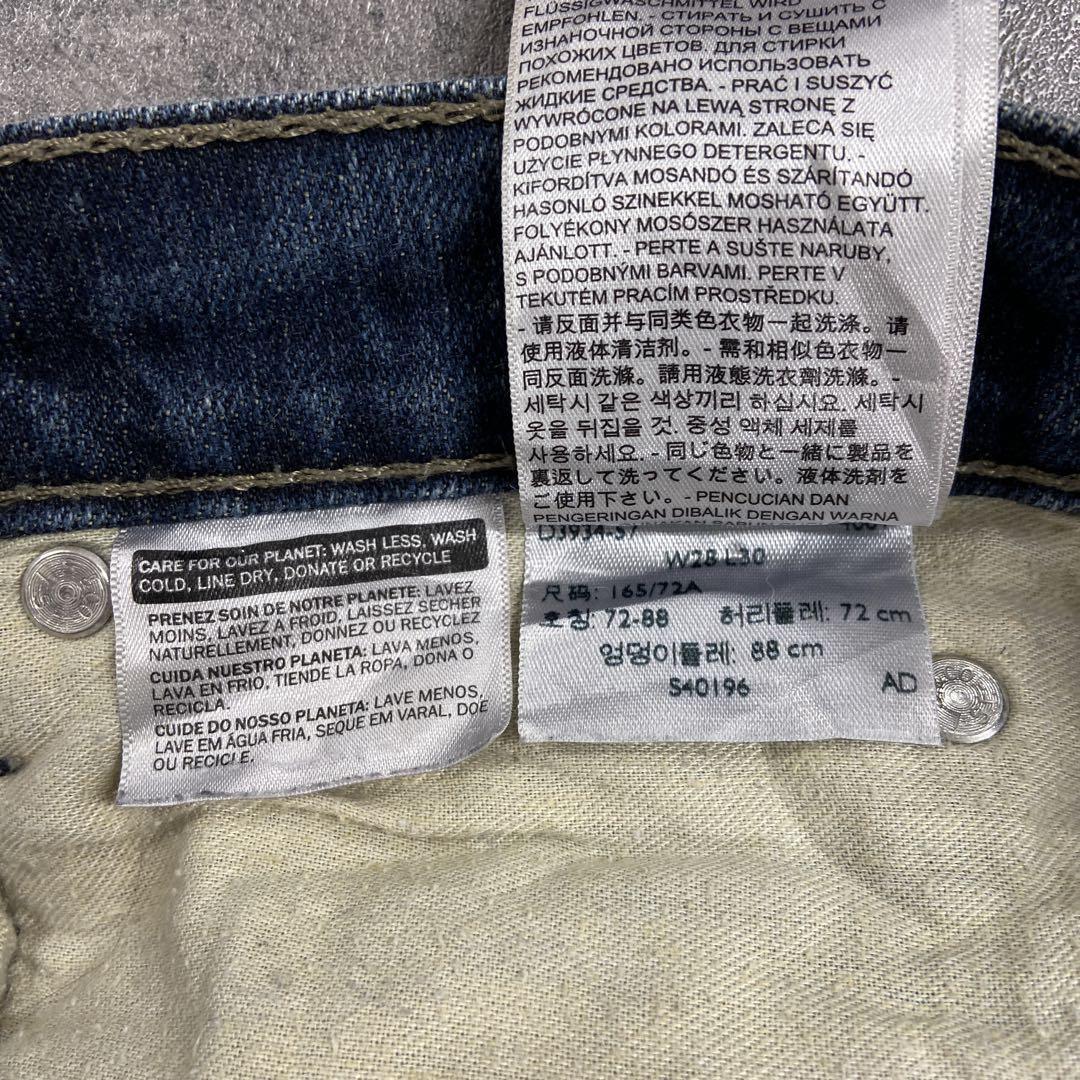 FLÜSSIGWASCHMITTEL WIRD
EMPFOHLEN. - СТИРАТЬ И СУШИТЬ С
ИЗНАНОЧНОЙ СТОРОНЫ С ВЕЩАМИ
ПОХОЖИХ ЦВЕТОВ. ДЛЯ СТИРКИ
РЕКОМЕНДОВАНО ИСПОЛЬЗОВАТЬ
ЖИДКИЕ СРЕДСТВА. - PRAĆ I SUSZYĆ
WYWRÓCONE NA LEWĄ STRONĘ Z
PODOBNYMI KOLORAMI. ZALECA SIĘ
UŻYCIE PŁYNNEGO DETERGENTU. -
KIFORDÍTVA MOSANDÓ ÉS SZÁRÍTANDÓ
HASONLÓ SZINEKKEL MOSHATÓ EGYÜTT.
FOLYÉKONY MOSÓSZER HASZNÁLATA
AJÁNLOTT. - PERTE A SUŠTE NARUBY,
S PODOBNÝMI BARVAMI. PERTE V
TEKUTÉM PRACÍM PROSTŘEDKU.
- 请反面并与同类色衣物一起洗涤。请
使用液体清洁剂。- 需和相似色衣物一
同反面洗滌。請用液態洗衣劑洗滌。-
세탁시 같은 색상끼리 하십시요. 세탁시
옷을 뒤집을 것. 중성 액체 세제를
사용하세요. - 同じ色物と一緒に製品を
裏返して洗ってください。液体洗剤を
ご使用下さい。- PENCUCIAN DAN
PENGERINGAN DIBALIK DENGAN WARNA
CARE FOR OUR PLANET: WASH LESS, WASH
COLD, LINE DRY, DONATE OR RECYCLE
PRENEZ SOIN DE NOTRE PLANETE: LAVEZ
MOINS, LAVEZ A FROID, LAISSEZ SECHER
NATURELLEMENT, DONNEZ OU RECYCLEZ
CUIDA NUESTRO PLANETA: LAVA MENOS,
LAVA EN FRIO, TIENDE LA ROPA, DONA O
RECICLA.
CUIDE DO NOSSO PLANETA: LAVE MENOS,
LAVE EM ÁGUA FRIA, SEQUE EM VARAL, DOE
OU RECICLE.
W28 L30
尺码: 165/72A
호칭: 72-88 허리둘레: 72 cm
엉덩이둘레: 88 cm
S40196 AD